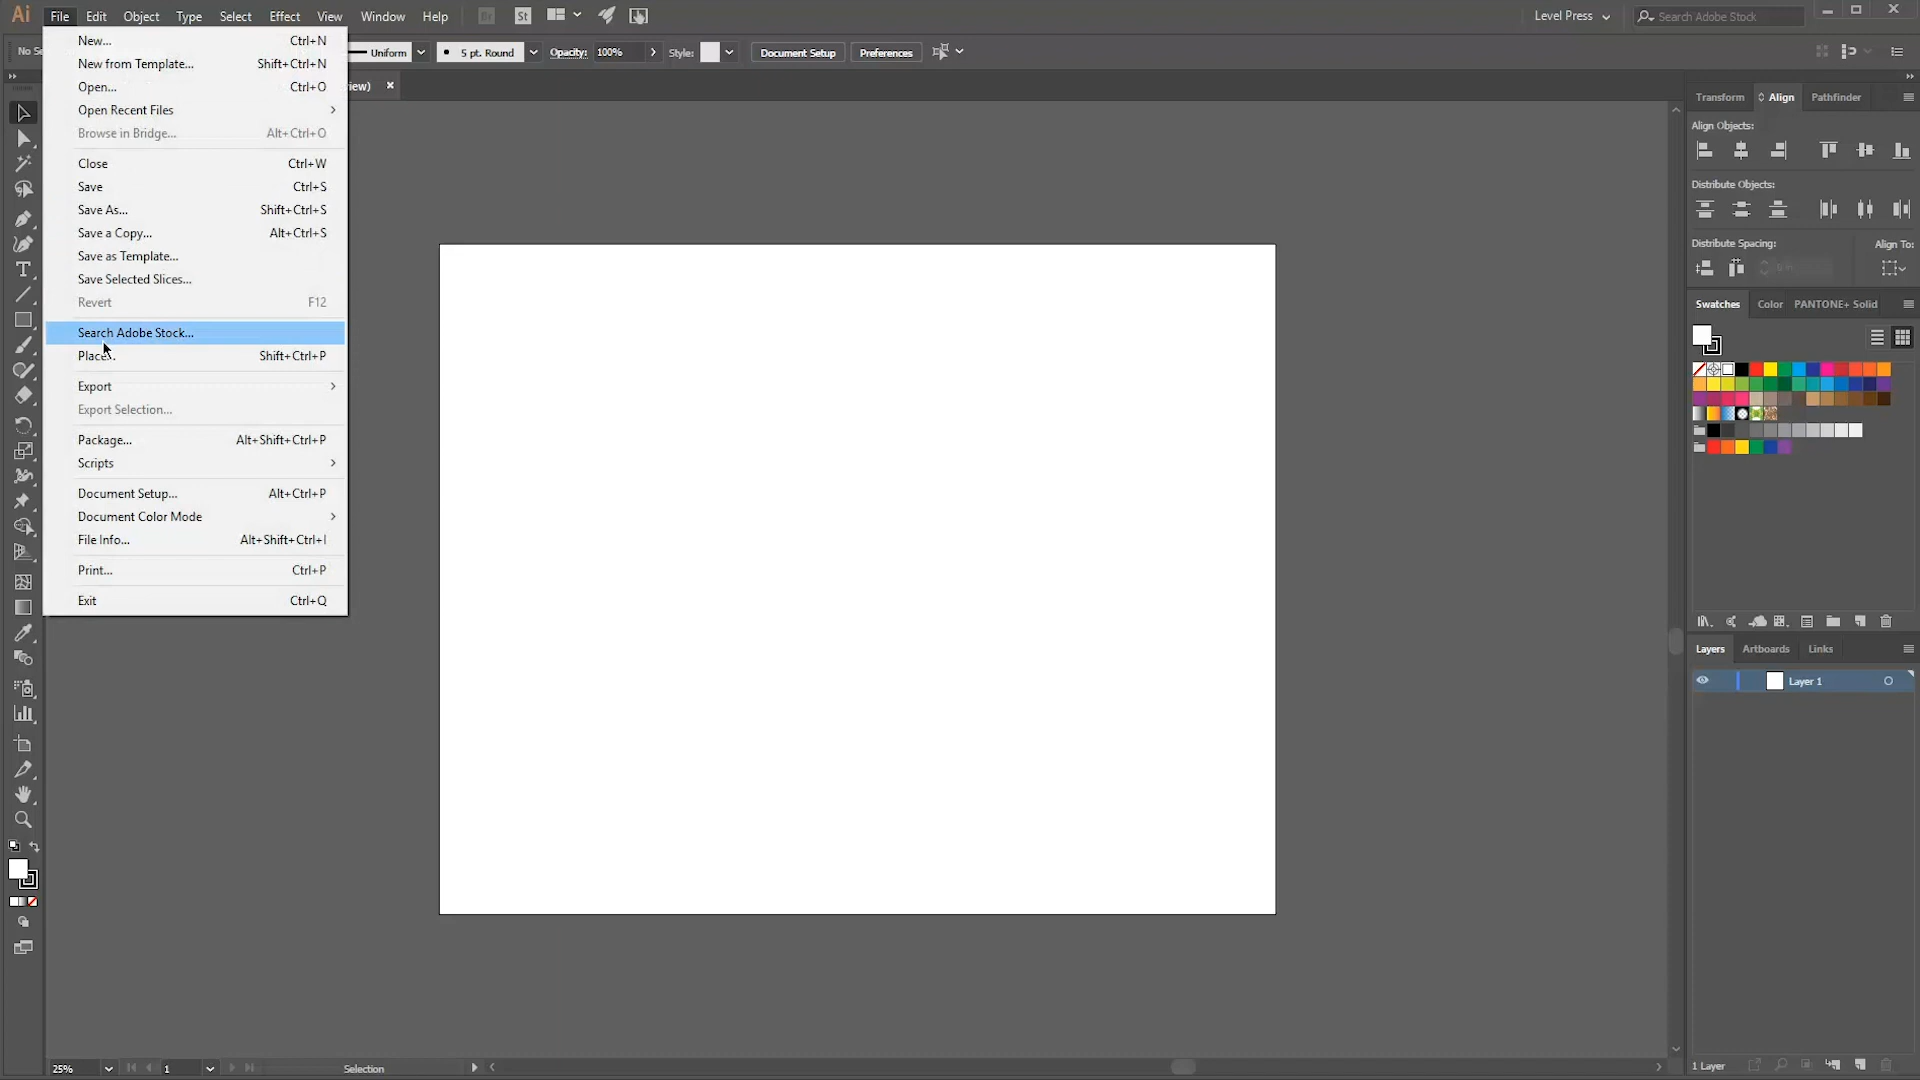 Ai File Edit Object Type Select Effect View Window Help Br St Level Press Search Adobe Stock
No Se Uniform 5 pt. Round Opacity: 100% Style: Document Setup Preferences
New... Ctrl+N
New from Template... Shift+Ctrl+N
Open... Ctrl+O
Open Recent Files
Browse in Bridge... Alt+Ctrl+O
Close Ctrl+W
Save Ctrl+S
Save As... Shift+Ctrl+S
Save a Copy... Alt+Ctrl+S
Save as Template...
Save Selected Slices...
Revert F12
Search Adobe Stock...
Place... Shift+Ctrl+P
Export
Export Selection...
Package... Alt+Shift+Ctrl+P
Scripts
Document Setup... Alt+Ctrl+P
Document Color Mode
File Info... Alt+Shift+Ctrl+I
Print... Ctrl+P
Exit Ctrl+Q
iew) ×
Transform Align Pathfinder
Align Objects:
Distribute Objects:
Distribute Spacing: Align To:
Swatches Color PANTONE+ Solid
Layers Artboards Links
Layer 1
25% 1 Selection
1 Layer